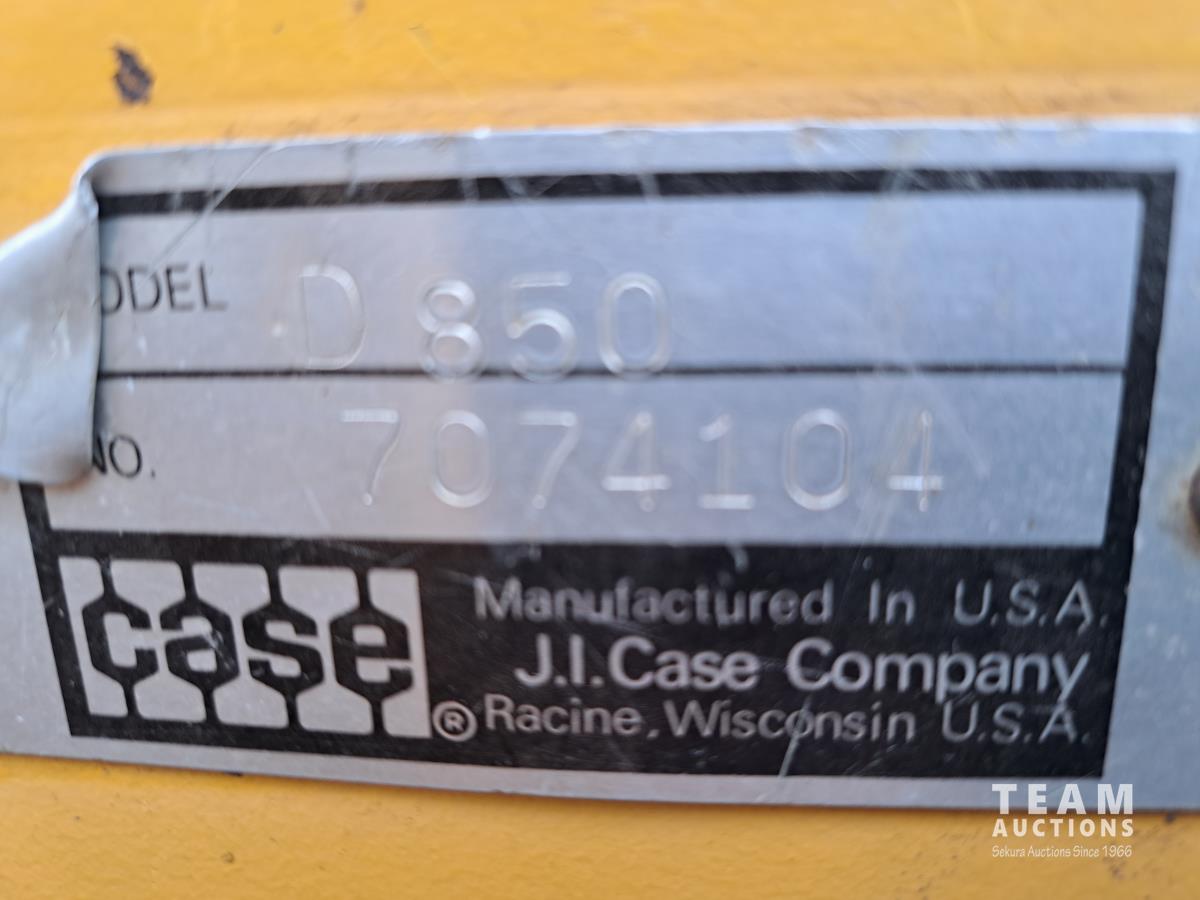 ODEL D 850
NO. 7074104
case
Manufactured In U.S.A.
J.I. Case Company
® Racine, Wisconsin U.S.A.
TEAM
AUCTIONS
Sekura Auctions Since 1966